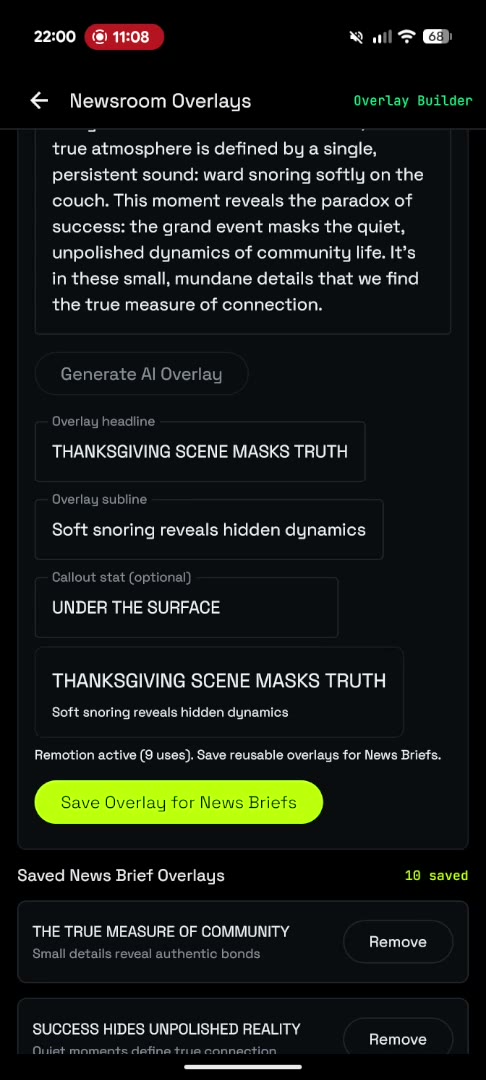 22:00 11:08 68
Newsroom Overlays Overlay Builder
true atmosphere is defined by a single,
persistent sound: ward snoring softly on the
couch. This moment reveals the paradox of
success: the grand event masks the quiet,
unpolished dynamics of community life. It's
in these small, mundane details that we find
the true measure of connection.
Generate AI Overlay
Overlay headline
THANKSGIVING SCENE MASKS TRUTH
Overlay subline
Soft snoring reveals hidden dynamics
Callout stat (optional)
UNDER THE SURFACE
THANKSGIVING SCENE MASKS TRUTH
Soft snoring reveals hidden dynamics
Remotion active (9 uses). Save reusable overlays for News Briefs.
Save Overlay for News Briefs
Saved News Brief Overlays 10 saved
THE TRUE MEASURE OF COMMUNITY
Small details reveal authentic bonds
Remove
SUCCESS HIDES UNPOLISHED REALITY
Quiet moments define true connection
Remove